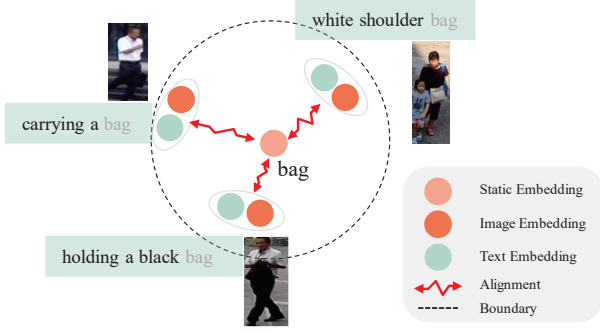 white shoulder bag
carrying a bag
bag
holding a black bag
Static Embedding
Image Embedding
Text Embedding
Alignment
Boundary